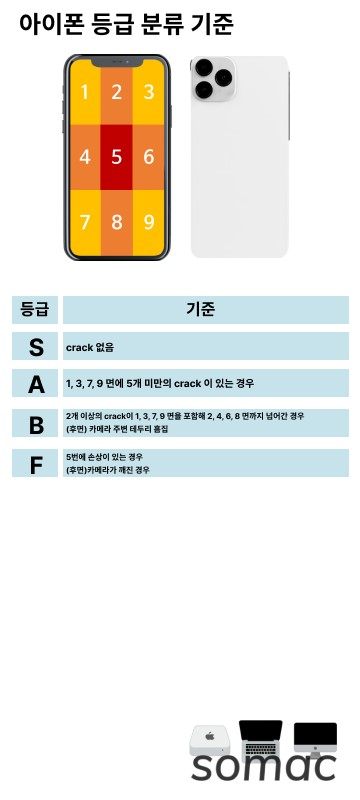 아이폰 등급 분류 기준
1 2 3
4 5 6
7 8 9
등급 기준
S crack 없음
A 1, 3, 7, 9 면에 5개 미만의 crack 이 있는 경우
B 2개 이상의 crack이 1, 3, 7, 9 면을 포함해 2, 4, 6, 8 면까지 넘어간 경우
(후면) 카메라 주변 테두리 흠집
F 5번에 손상이 있는 경우
(후면)카메라가 깨진 경우
somac